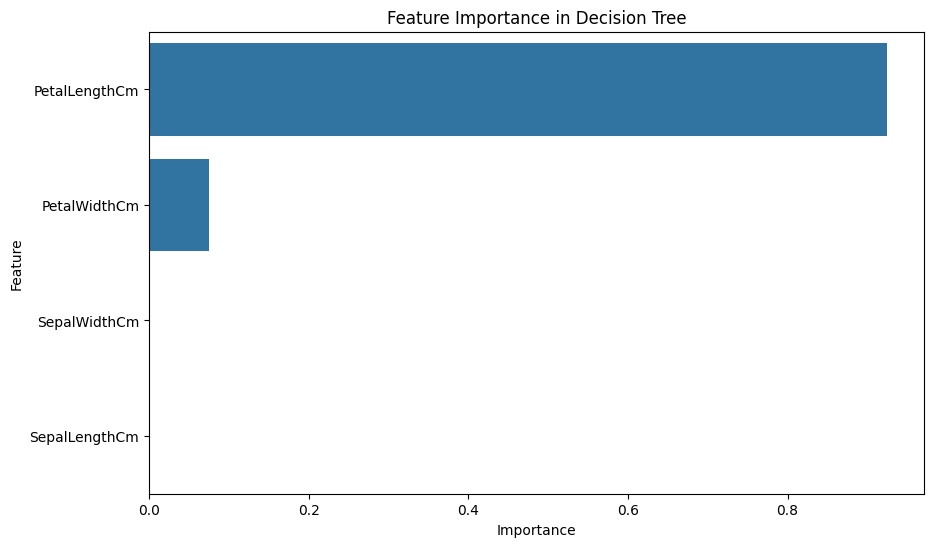 Feature Importance in Decision Tree
PetalLengthCm
PetalWidthCm
SepalWidthCm
SepalLengthCm
Feature
0.0 0.2 0.4 0.6 0.8
Importance